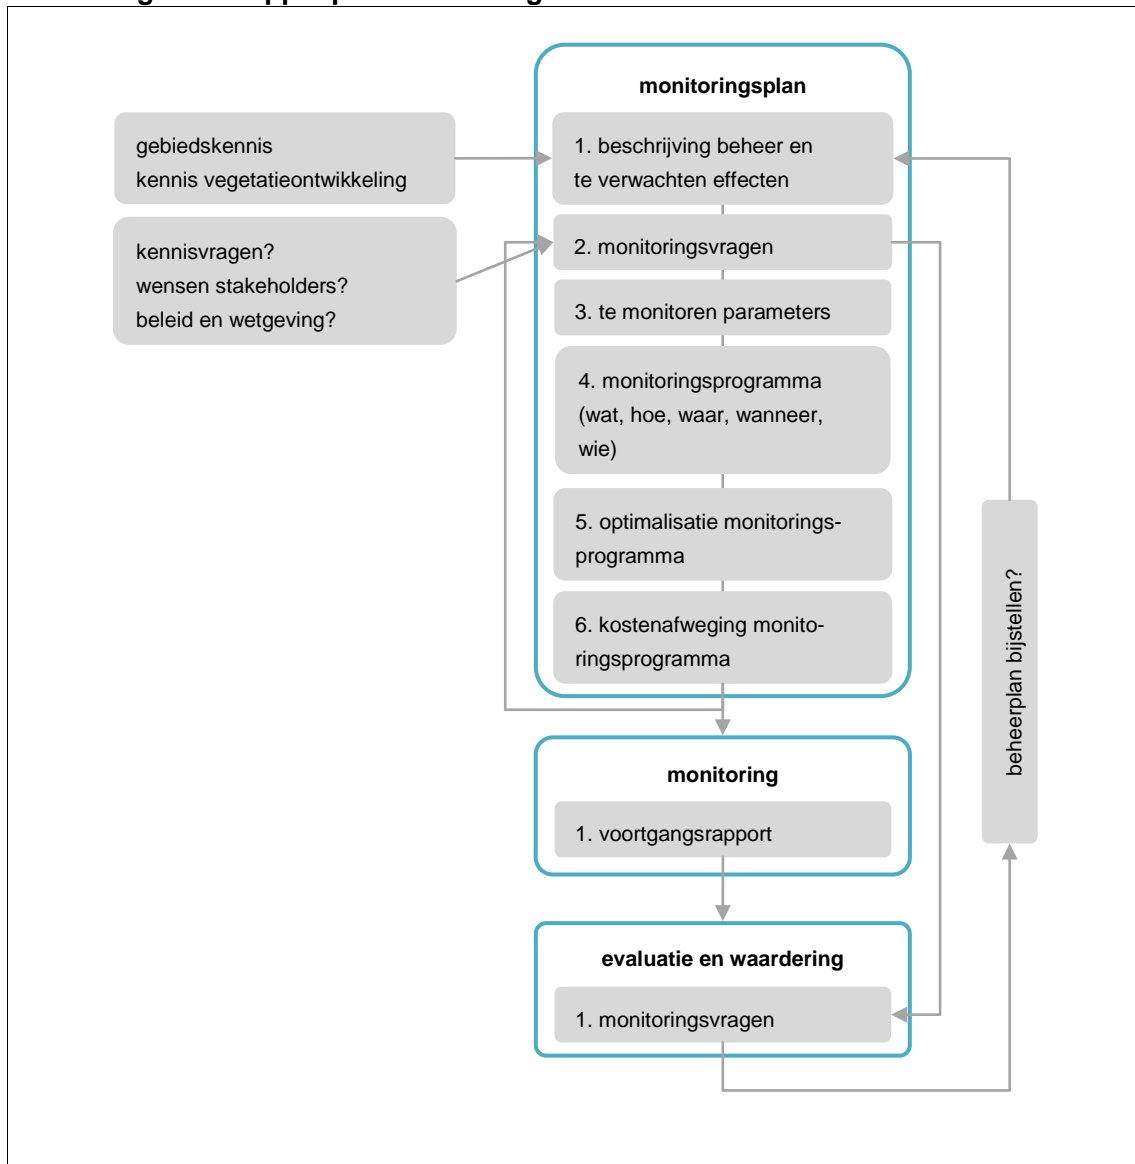 monitoringsplan
gebiedskennis
kennis vegetatieontwikkeling
kennisvragen?
wensen stakeholders?
beleid en wetgeving?
1. beschrijving beheer en
te verwachten effecten
2. monitoringsvragen
3. te monitoren parameters
4. monitoringsprogramma
(wat, hoe, waar, wanneer,
wie)
5. optimalisatie monitorings-
programma
6. kostenafweging monito-
ringsprogramma
beheerplan bijstellen?
monitoring
1. voortgangsrapport
evaluatie en waardering
1. monitoringsvragen